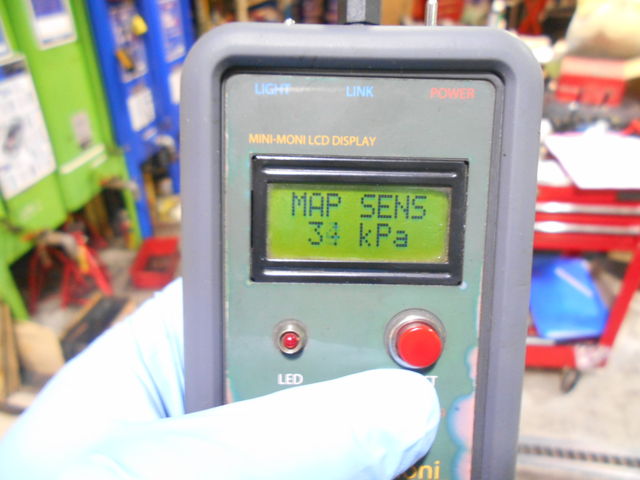 LIGHT LINK POWER
MINI-MONI LCD DISPLAY
MAP SENS
34 kPa
LED